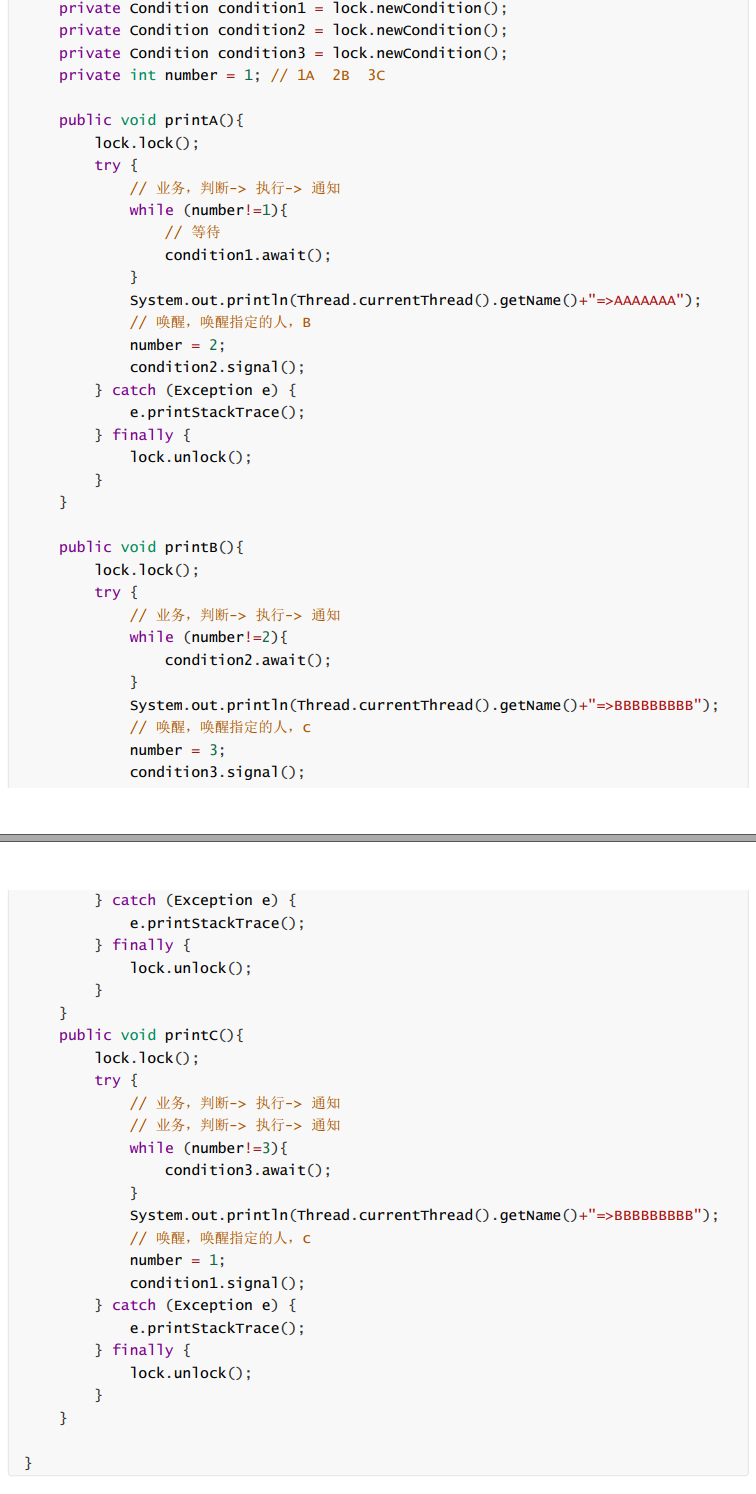 private Condition condition1 = lock.newCondition();
    private Condition condition2 = lock.newCondition();
    private Condition condition3 = lock.newCondition();
    private int number = 1; // 1A  2B  3C

    public void printA(){
        lock.lock();
        try {
            // 业务，判断-> 执行-> 通知
            while (number!=1){
                // 等待
                condition1.await();
            }
            System.out.println(Thread.currentThread().getName()+"=>AAAAAAA");
            // 唤醒，唤醒指定的人，B
            number = 2;
            condition2.signal();
        } catch (Exception e) {
            e.printStackTrace();
        } finally {
            lock.unlock();
        }
    }

    public void printB(){
        lock.lock();
        try {
            // 业务，判断-> 执行-> 通知
            while (number!=2){
                condition2.await();
            }
            System.out.println(Thread.currentThread().getName()+"=>BBBBBBBBB");
            // 唤醒，唤醒指定的人，c
            number = 3;
            condition3.signal();
        } catch (Exception e) {
            e.printStackTrace();
        } finally {
            lock.unlock();
        }
    }
    public void printC(){
        lock.lock();
        try {
            // 业务，判断-> 执行-> 通知
            // 业务，判断-> 执行-> 通知
            while (number!=3){
                condition3.await();
            }
            System.out.println(Thread.currentThread().getName()+"=>BBBBBBBBB");
            // 唤醒，唤醒指定的人，c
            number = 1;
            condition1.signal();
        } catch (Exception e) {
            e.printStackTrace();
        } finally {
            lock.unlock();
        }
    }

}